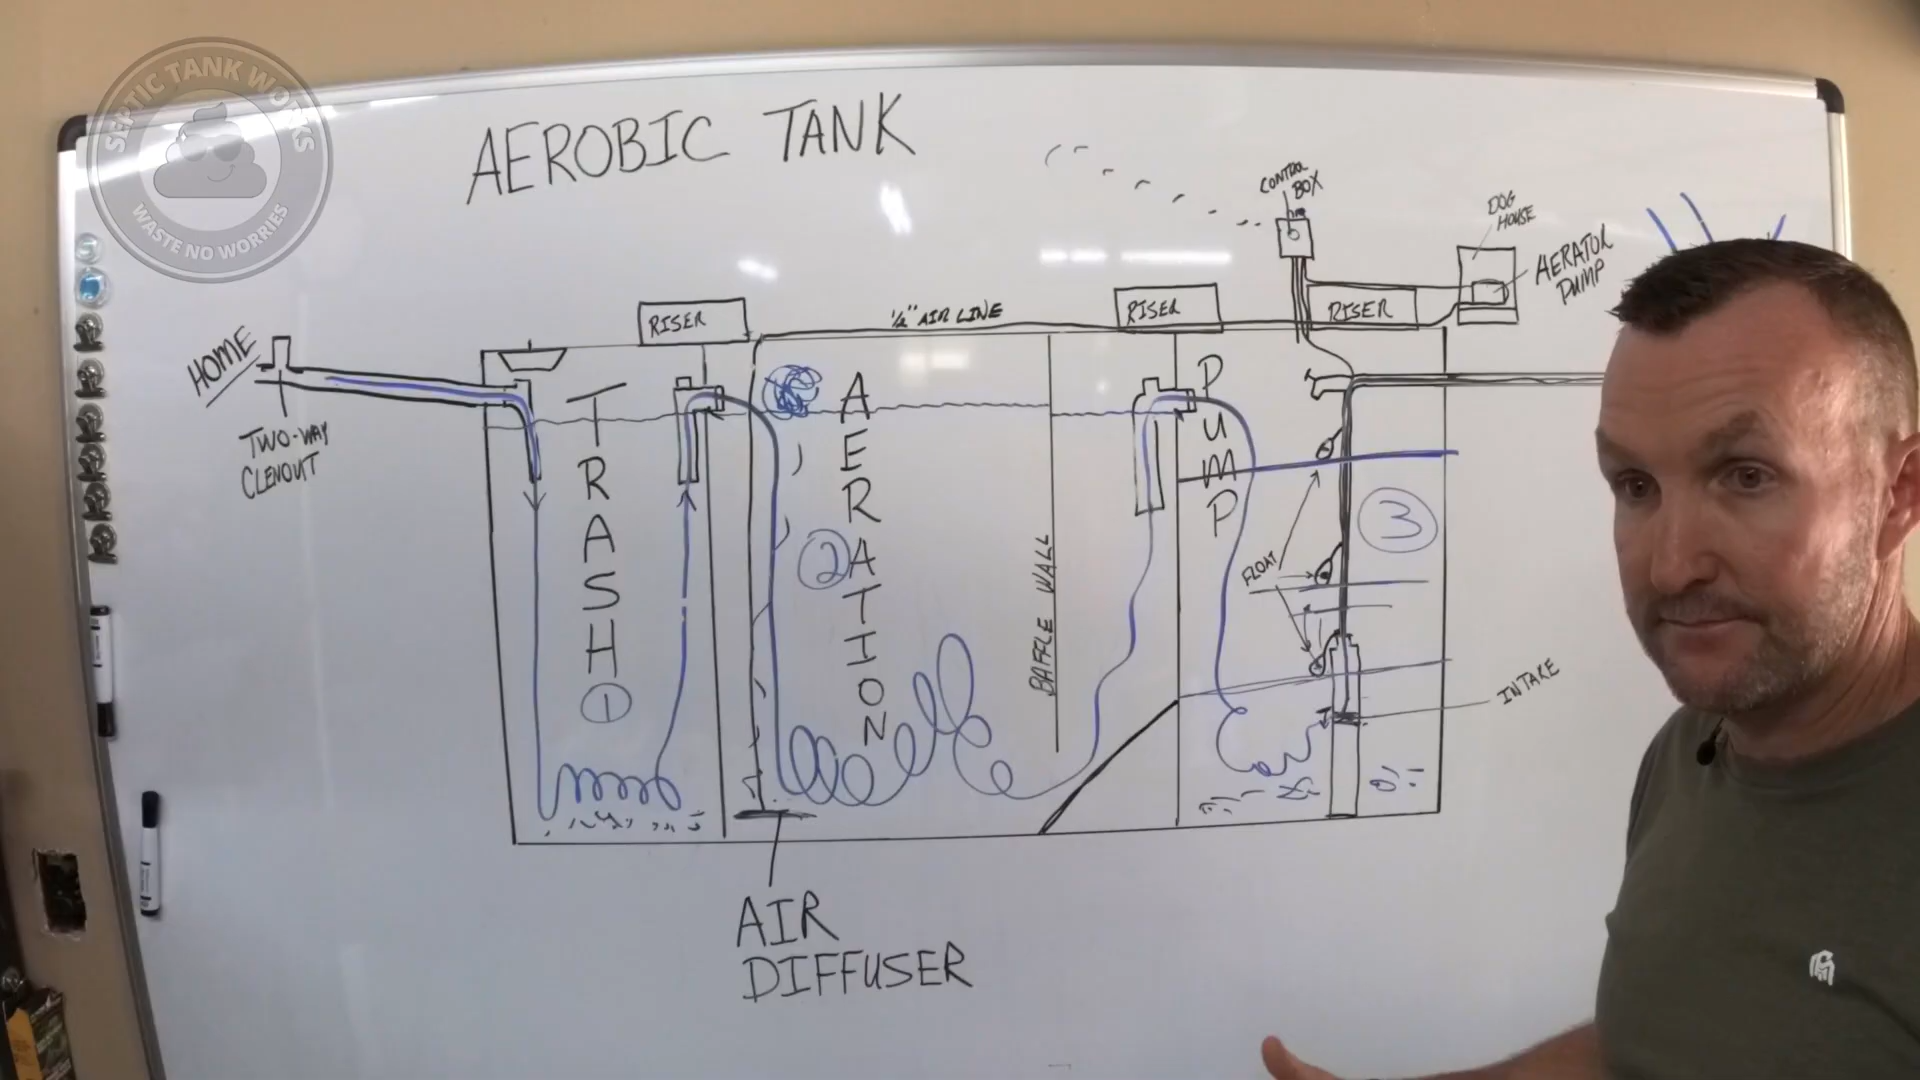 SEPTIC TANK WORKS
WASTE NO WORRIES
AEROBIC TANK
CONTROL
BOX
DOG
HOUSE
AERATOR
PUMP
HOME
TWO-WAY
CLENOUT
RISER
1/2" AIR LINE
RISER
RISER
TRASH
1
AERATION
2
BAFFLE WALL
PUMP
FLOAT
3
INTAKE
AIR
DIFFUSER